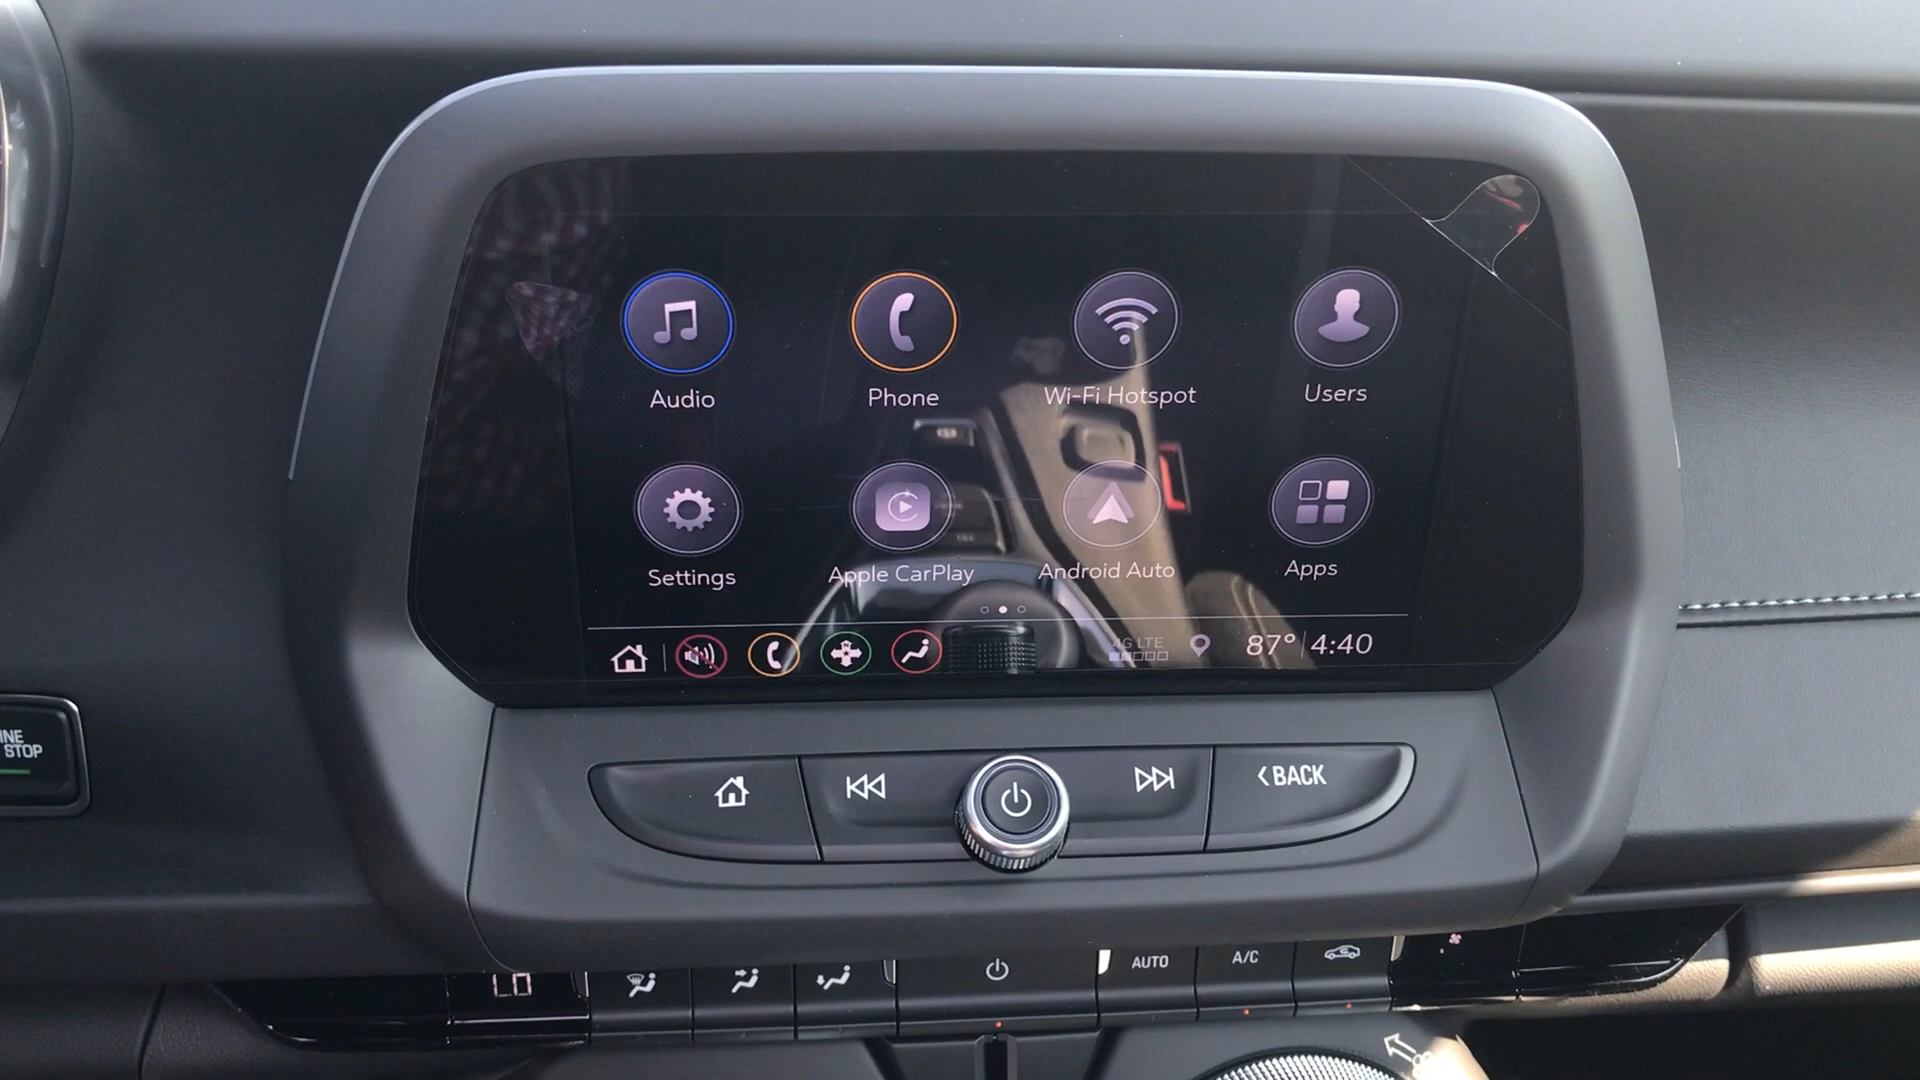 Audio
Phone
Wi-Fi Hotspot
Users
Settings
Apple CarPlay
Android Auto
Apps
4G LTE
87° 4:40
INE
STOP
BACK
LO
AUTO
A/C